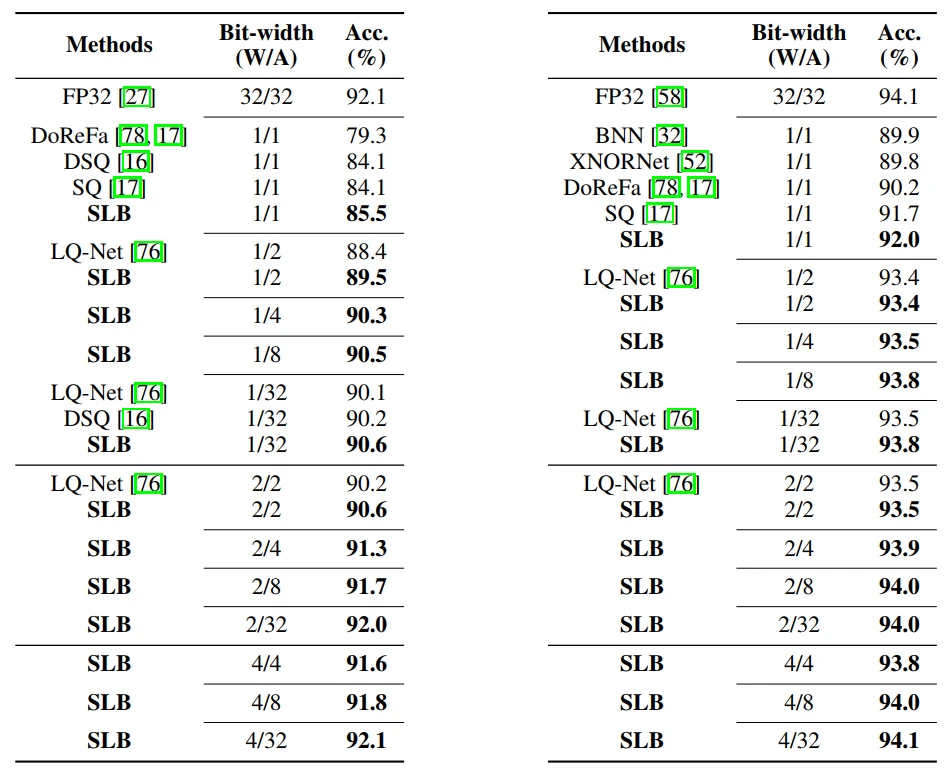 Methods Bit-width (W/A) Acc. (%)
FP32 [27] 32/32 92.1
DoReFa [78, 17] 1/1 79.3
DSQ [16] 1/1 84.1
SQ [17] 1/1 84.1
SLB 1/1 85.5
LQ-Net [76] 1/2 88.4
SLB 1/2 89.5
SLB 1/4 90.3
SLB 1/8 90.5
LQ-Net [76] 1/32 90.1
DSQ [16] 1/32 90.2
SLB 1/32 90.6
LQ-Net [76] 2/2 90.2
SLB 2/2 90.6
SLB 2/4 91.3
SLB 2/8 91.7
SLB 2/32 92.0
SLB 4/4 91.6
SLB 4/8 91.8
SLB 4/32 92.1
Methods Bit-width (W/A) Acc. (%)
FP32 [58] 32/32 94.1
BNN [32] 1/1 89.9
XNORNet [52] 1/1 89.8
DoReFa [78, 17] 1/1 90.2
SQ [17] 1/1 91.7
SLB 1/1 92.0
LQ-Net [76] 1/2 93.4
SLB 1/2 93.4
SLB 1/4 93.5
SLB 1/8 93.8
LQ-Net [76] 1/32 93.5
SLB 1/32 93.8
LQ-Net [76] 2/2 93.5
SLB 2/2 93.5
SLB 2/4 93.9
SLB 2/8 94.0
SLB 2/32 94.0
SLB 4/4 93.8
SLB 4/8 94.0
SLB 4/32 94.1